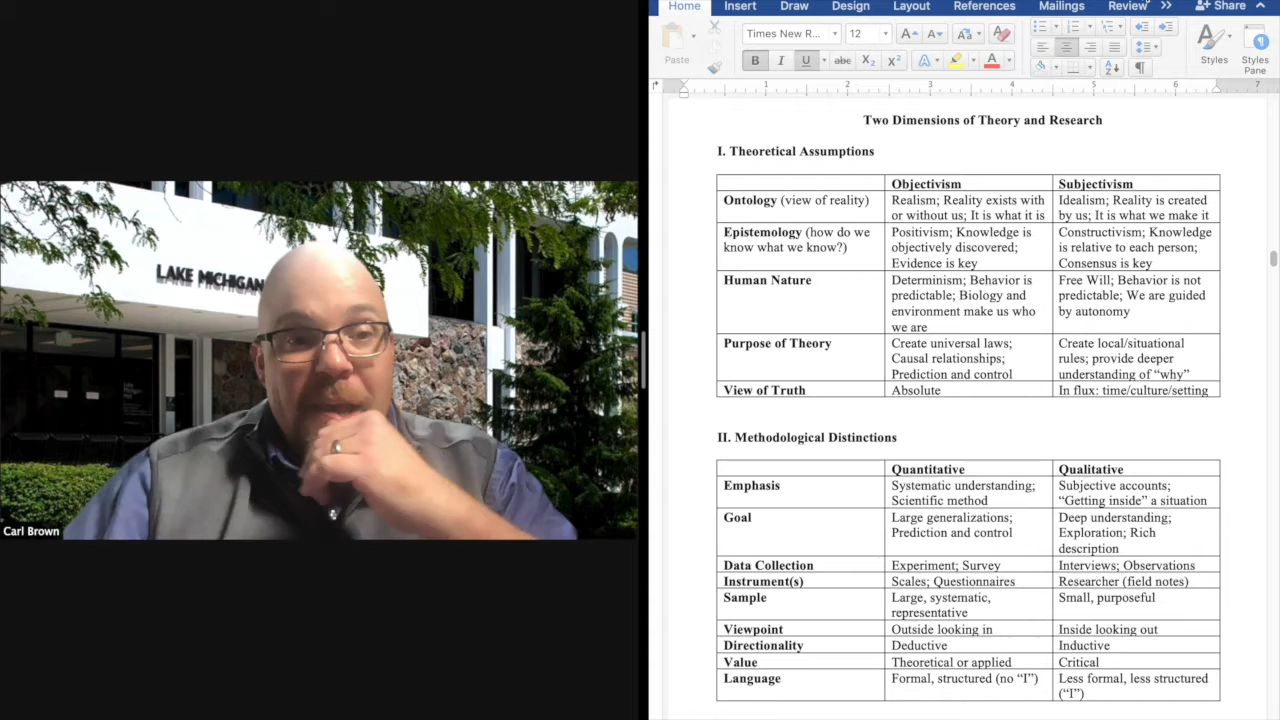 LAKE MICHIGAN
Carl Brown
Home Insert Draw Design Layout References Mailings Review Share
Paste
Times New R... 12
Styles
Styles Pane
1 2 3 4 5 6 7
Two Dimensions of Theory and Research
I. Theoretical Assumptions
Objectivism Subjectivism
Ontology (view of reality) Realism; Reality exists with or without us; It is what it is Idealism; Reality is created by us; It is what we make it
Epistemology (how do we know what we know?) Positivism; Knowledge is objectively discovered; Evidence is key Constructivism; Knowledge is relative to each person; Consensus is key
Human Nature Determinism; Behavior is predictable; Biology and environment make us who we are Free Will; Behavior is not predictable; We are guided by autonomy
Purpose of Theory Create universal laws; Causal relationships; Prediction and control Create local/situational rules; provide deeper understanding of “why”
View of Truth Absolute In flux: time/culture/setting
II. Methodological Distinctions
Quantitative Qualitative
Emphasis Systematic understanding; Scientific method Subjective accounts; “Getting inside” a situation
Goal Large generalizations; Prediction and control Deep understanding; Exploration; Rich description
Data Collection Experiment; Survey Interviews; Observations
Instrument(s) Scales; Questionnaires Researcher (field notes)
Sample Large, systematic, representative Small, purposeful
Viewpoint Outside looking in Inside looking out
Directionality Deductive Inductive
Value Theoretical or applied Critical
Language Formal, structured (no “I”) Less formal, less structured (“I”)